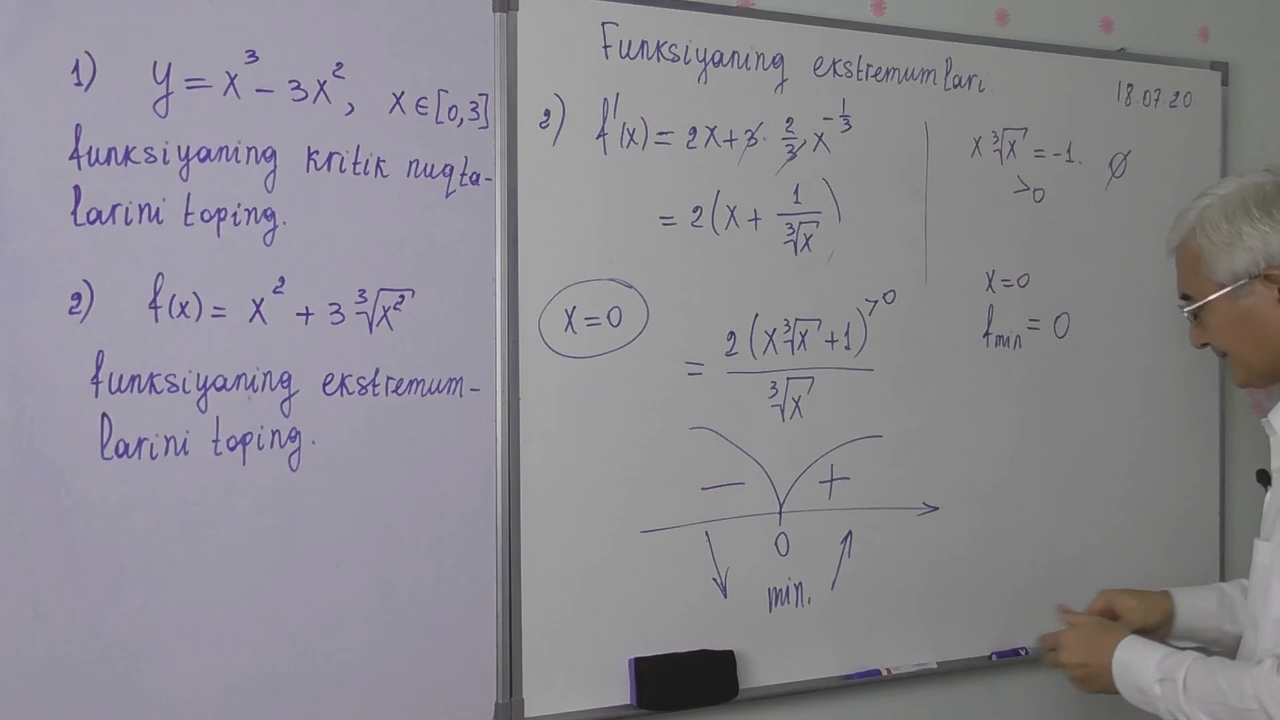 1) y = x³ - 3x², x ∈ [0,3]
funksiyaning kritik nuqta-
larini toping.
2) f(x) = x² + 3∛x²
funksiyaning ekstremum-
larini toping.
Funksiyaning ekstremumlari.
18.07.20
2) f'(x) = 2x + 3 · 2/3 x^(-1/3)
= 2(x + 1/∛x)
x = 0
= 2(x∛x + 1)/∛x >0
− +
0
min.
x∛x = -1. ∅
>0
x = 0
fmin = 0